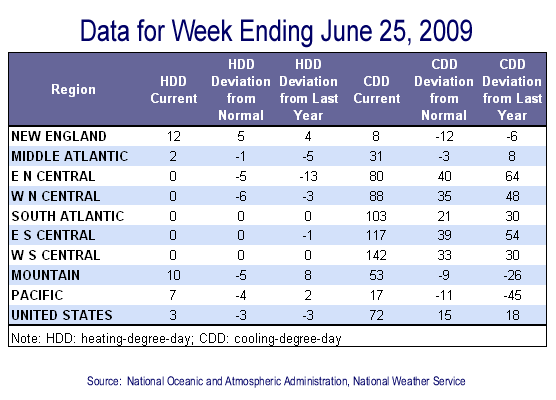 Data for Week Ending June 25, 2009
Region HDD Current HDD Deviation from Normal HDD Deviation from Last Year CDD Current CDD Deviation from Normal CDD Deviation from Last Year
NEW ENGLAND 12 5 4 8 -12 -6
MIDDLE ATLANTIC 2 -1 -5 31 -3 8
E N CENTRAL 0 -5 -13 80 40 64
W N CENTRAL 0 -6 -3 88 35 48
SOUTH ATLANTIC 0 0 0 103 21 30
E S CENTRAL 0 0 -1 117 39 54
W S CENTRAL 0 0 0 142 33 30
MOUNTAIN 10 -5 8 53 -9 -26
PACIFIC 7 -4 2 17 -11 -45
UNITED STATES 3 -3 -3 72 15 18
Note: HDD: heating-degree-day; CDD: cooling-degree-day
Source: National Oceanic and Atmospheric Administration, National Weather Service